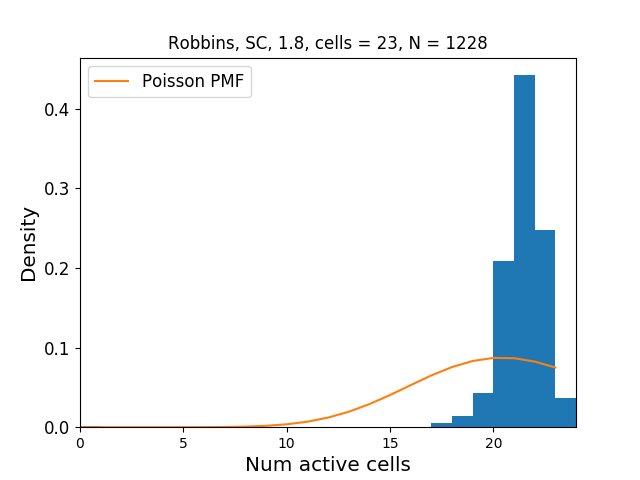 Robbins, SC, 1.8, cells = 23, N = 1228
Poisson PMF
Density
0.4
0.3
0.2
0.1
0.0
0 5 10 15 20
Num active cells